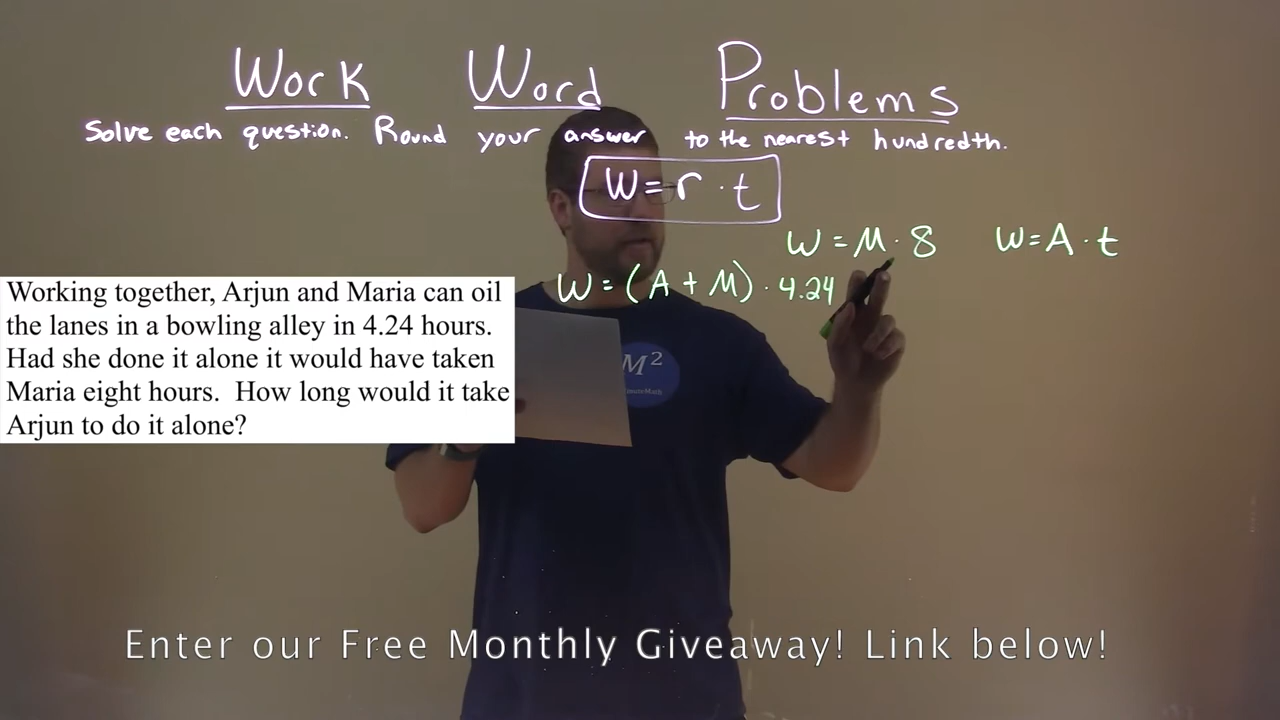 Work Word Problems
Solve each question. Round your answer to the nearest hundredth.
W = r · t
W = M · 8 W = A · t
W = (A + M) · 4.24
Working together, Arjun and Maria can oil
the lanes in a bowling alley in 4.24 hours.
Had she done it alone it would have taken
Maria eight hours. How long would it take
Arjun to do it alone?
M²
Enter our Free Monthly Giveaway! Link below!